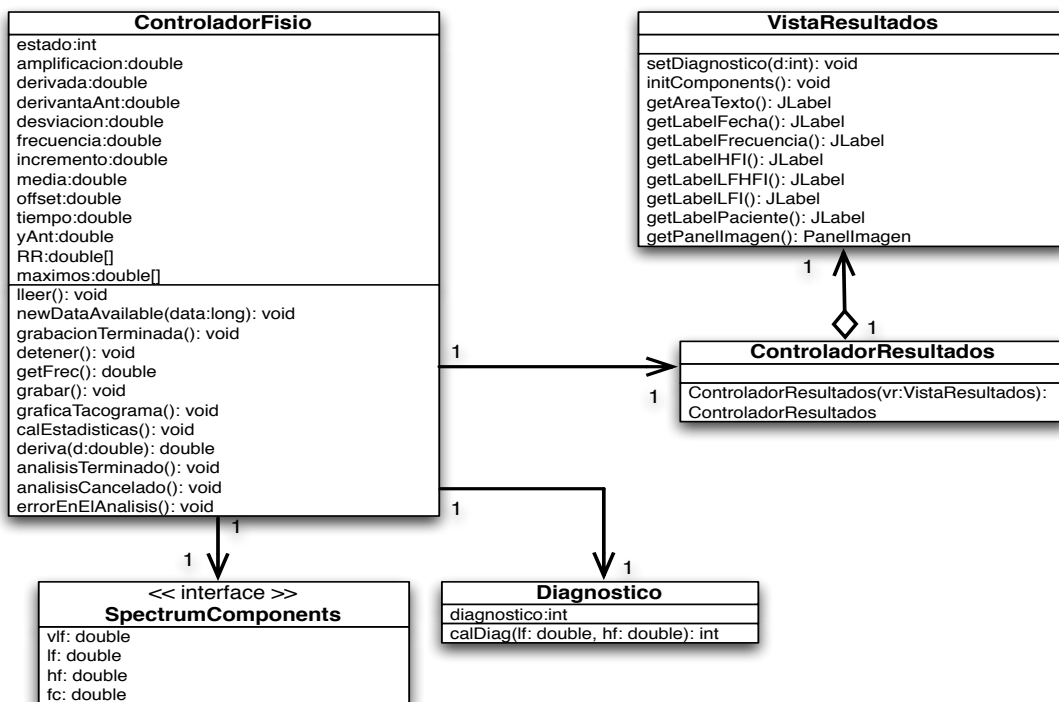 ControladorFisio
estado:int
amplificacion:double
derivada:double
derivantaAnt:double
desviacion:double
frecuencia:double
incremento:double
media:double
offset:double
tiempo:double
yAnt:double
RR:double[]
maximos:double[]
lleer(): void
newDataAvailable(data:long): void
grabacionTerminada(): void
detener(): void
getFrec(): double
grabar(): void
graficaTacograma(): void
calEstadisticas(): void
deriva(d:double): double
analisisTerminado(): void
analisisCancelado(): void
errorEnElAnalisis(): void
VistaResultados
setDiagnostico(d:int): void
initComponents(): void
getAreaTexto(): JLabel
getLabelFecha(): JLabel
getLabelFrecuencia(): JLabel
getLabelHFI(): JLabel
getLabelLFHFI(): JLabel
getLabelLFI(): JLabel
getLabelPaciente(): JLabel
getPanelImagen(): PanelImagen
1
1
ControladorResultados
ControladorResultados(vr:VistaResultados):
ControladorResultados
1
1
1
1
1
1
<< interface >>
SpectrumComponents
vlf: double
lf: double
hf: double
fc: double
Diagnostico
diagnostico:int
calDiag(lf: double, hf: double): int